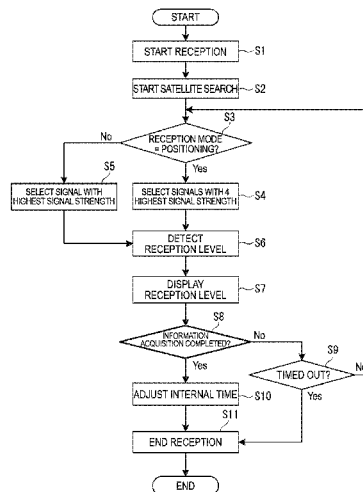 START
START RECEPTION
S1
START SATELLITE SEARCH
S2
S3
No
RECEPTION MODE
= POSITIONING?
S5
Yes
SELECT SIGNAL WITH
HIGHEST SIGNAL STRENGTH
SELECT SIGNALS WITH 4
HIGHEST SIGNAL STRENGTH
S4
DETECT
RECEPTION LEVEL
S6
DISPLAY
RECEPTION LEVEL
S7
S8
INFORMATION
ACQUISITION COMPLETED?
No
S9
Yes
TIMED OUT?
No
ADJUST INTERNAL TIME
S10
Yes
S11
END RECEPTION
END